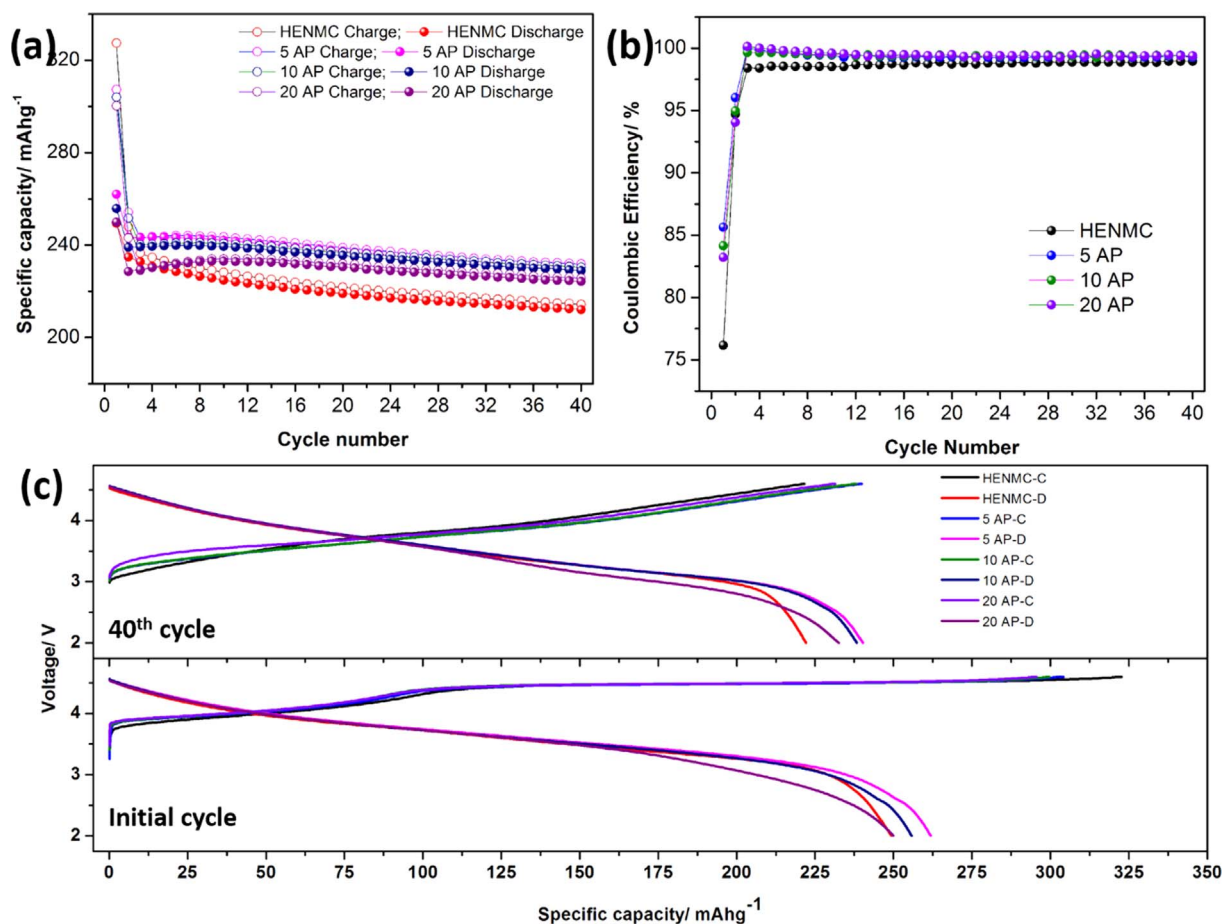 (a)
HENMC Charge; HENMC Discharge
5 AP Charge; 5 AP Discharge
10 AP Charge; 10 AP Disharge
20 AP Charge; 20 AP Discharge
320
280
240
200
0 4 8 12 16 20 24 28 32 36 40
Specific capacity/ mAhg-1
Cycle number
(b)
100
95
90
85
80
75
0 4 8 12 16 20 24 28 32 36 40
Coulombic Efficiency/ %
Cycle Number
HENMC
5 AP
10 AP
20 AP
(c)
4
3
2
40th cycle
HENMC-C
HENMC-D
5 AP-C
5 AP-D
10 AP-C
10 AP-D
20 AP-C
20 AP-D
Voltage/ V
4
3
2
Initial cycle
0 25 50 75 100 125 150 175 200 225 250 275 300 325 350
Specific capacity/ mAhg-1